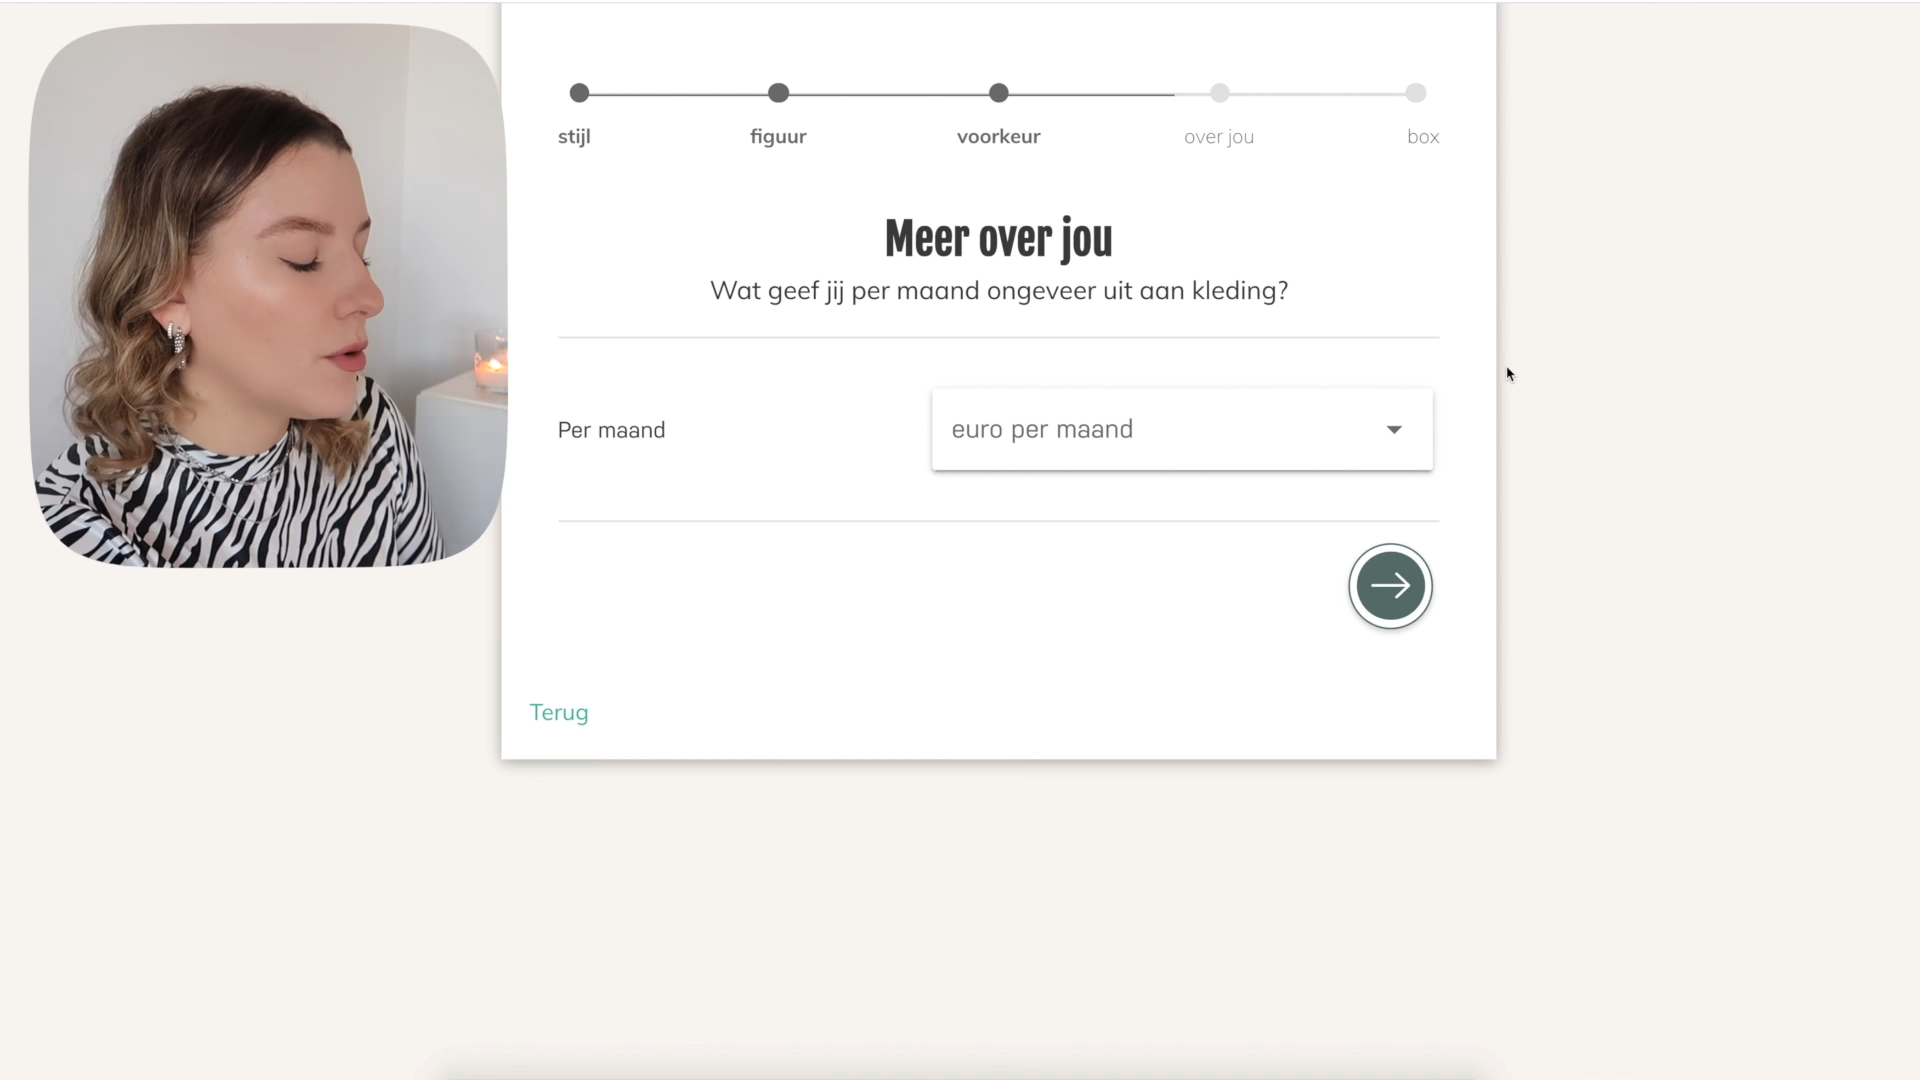 stijl
figuur
voorkeur
over jou
box
Meer over jou
Wat geef jij per maand ongeveer uit aan kleding?
Per maand
euro per maand
Terug